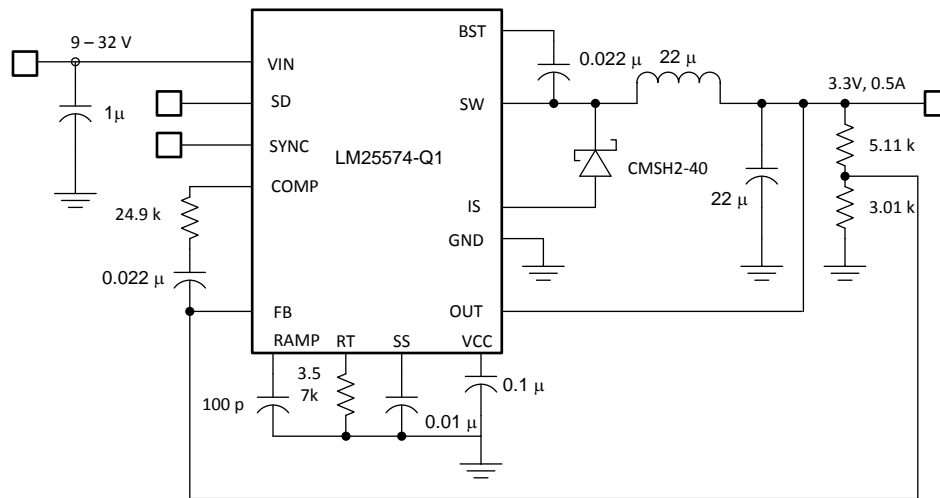 9 – 32 V
VIN
1μ
SD
SYNC
COMP
24.9 k
0.022 μ
FB
RAMP
RT
SS
VCC
LM25574-Q1
BST
SW
IS
GND
OUT
0.022 μ
22 μ
CMSH2-40
22 μ
3.3V, 0.5A
5.11 k
3.01 k
100 p
3.5
7k
0.01 μ
0.1 μ